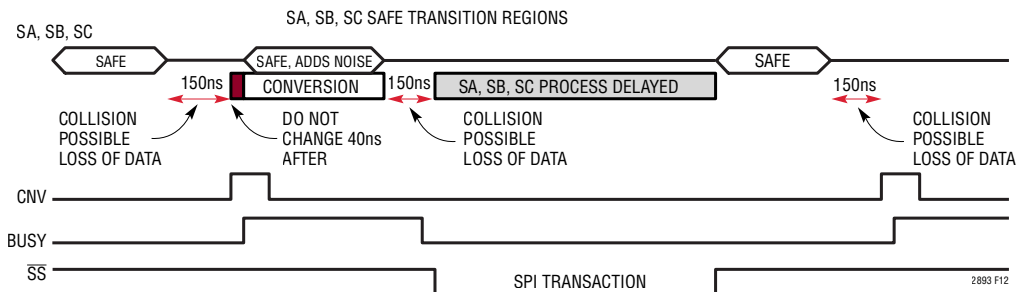 SA, SB, SC SAFE TRANSITION REGIONS
SA, SB, SC
SAFE
SAFE, ADDS NOISE
SAFE
150ns
CONVERSION
150ns
SA, SB, SC PROCESS DELAYED
150ns
COLLISION
POSSIBLE
LOSS OF DATA
DO NOT
CHANGE 40ns
AFTER
COLLISION
POSSIBLE
LOSS OF DATA
COLLISION
POSSIBLE
LOSS OF DATA
CNV
BUSY
SS
SPI TRANSACTION
2893 F12